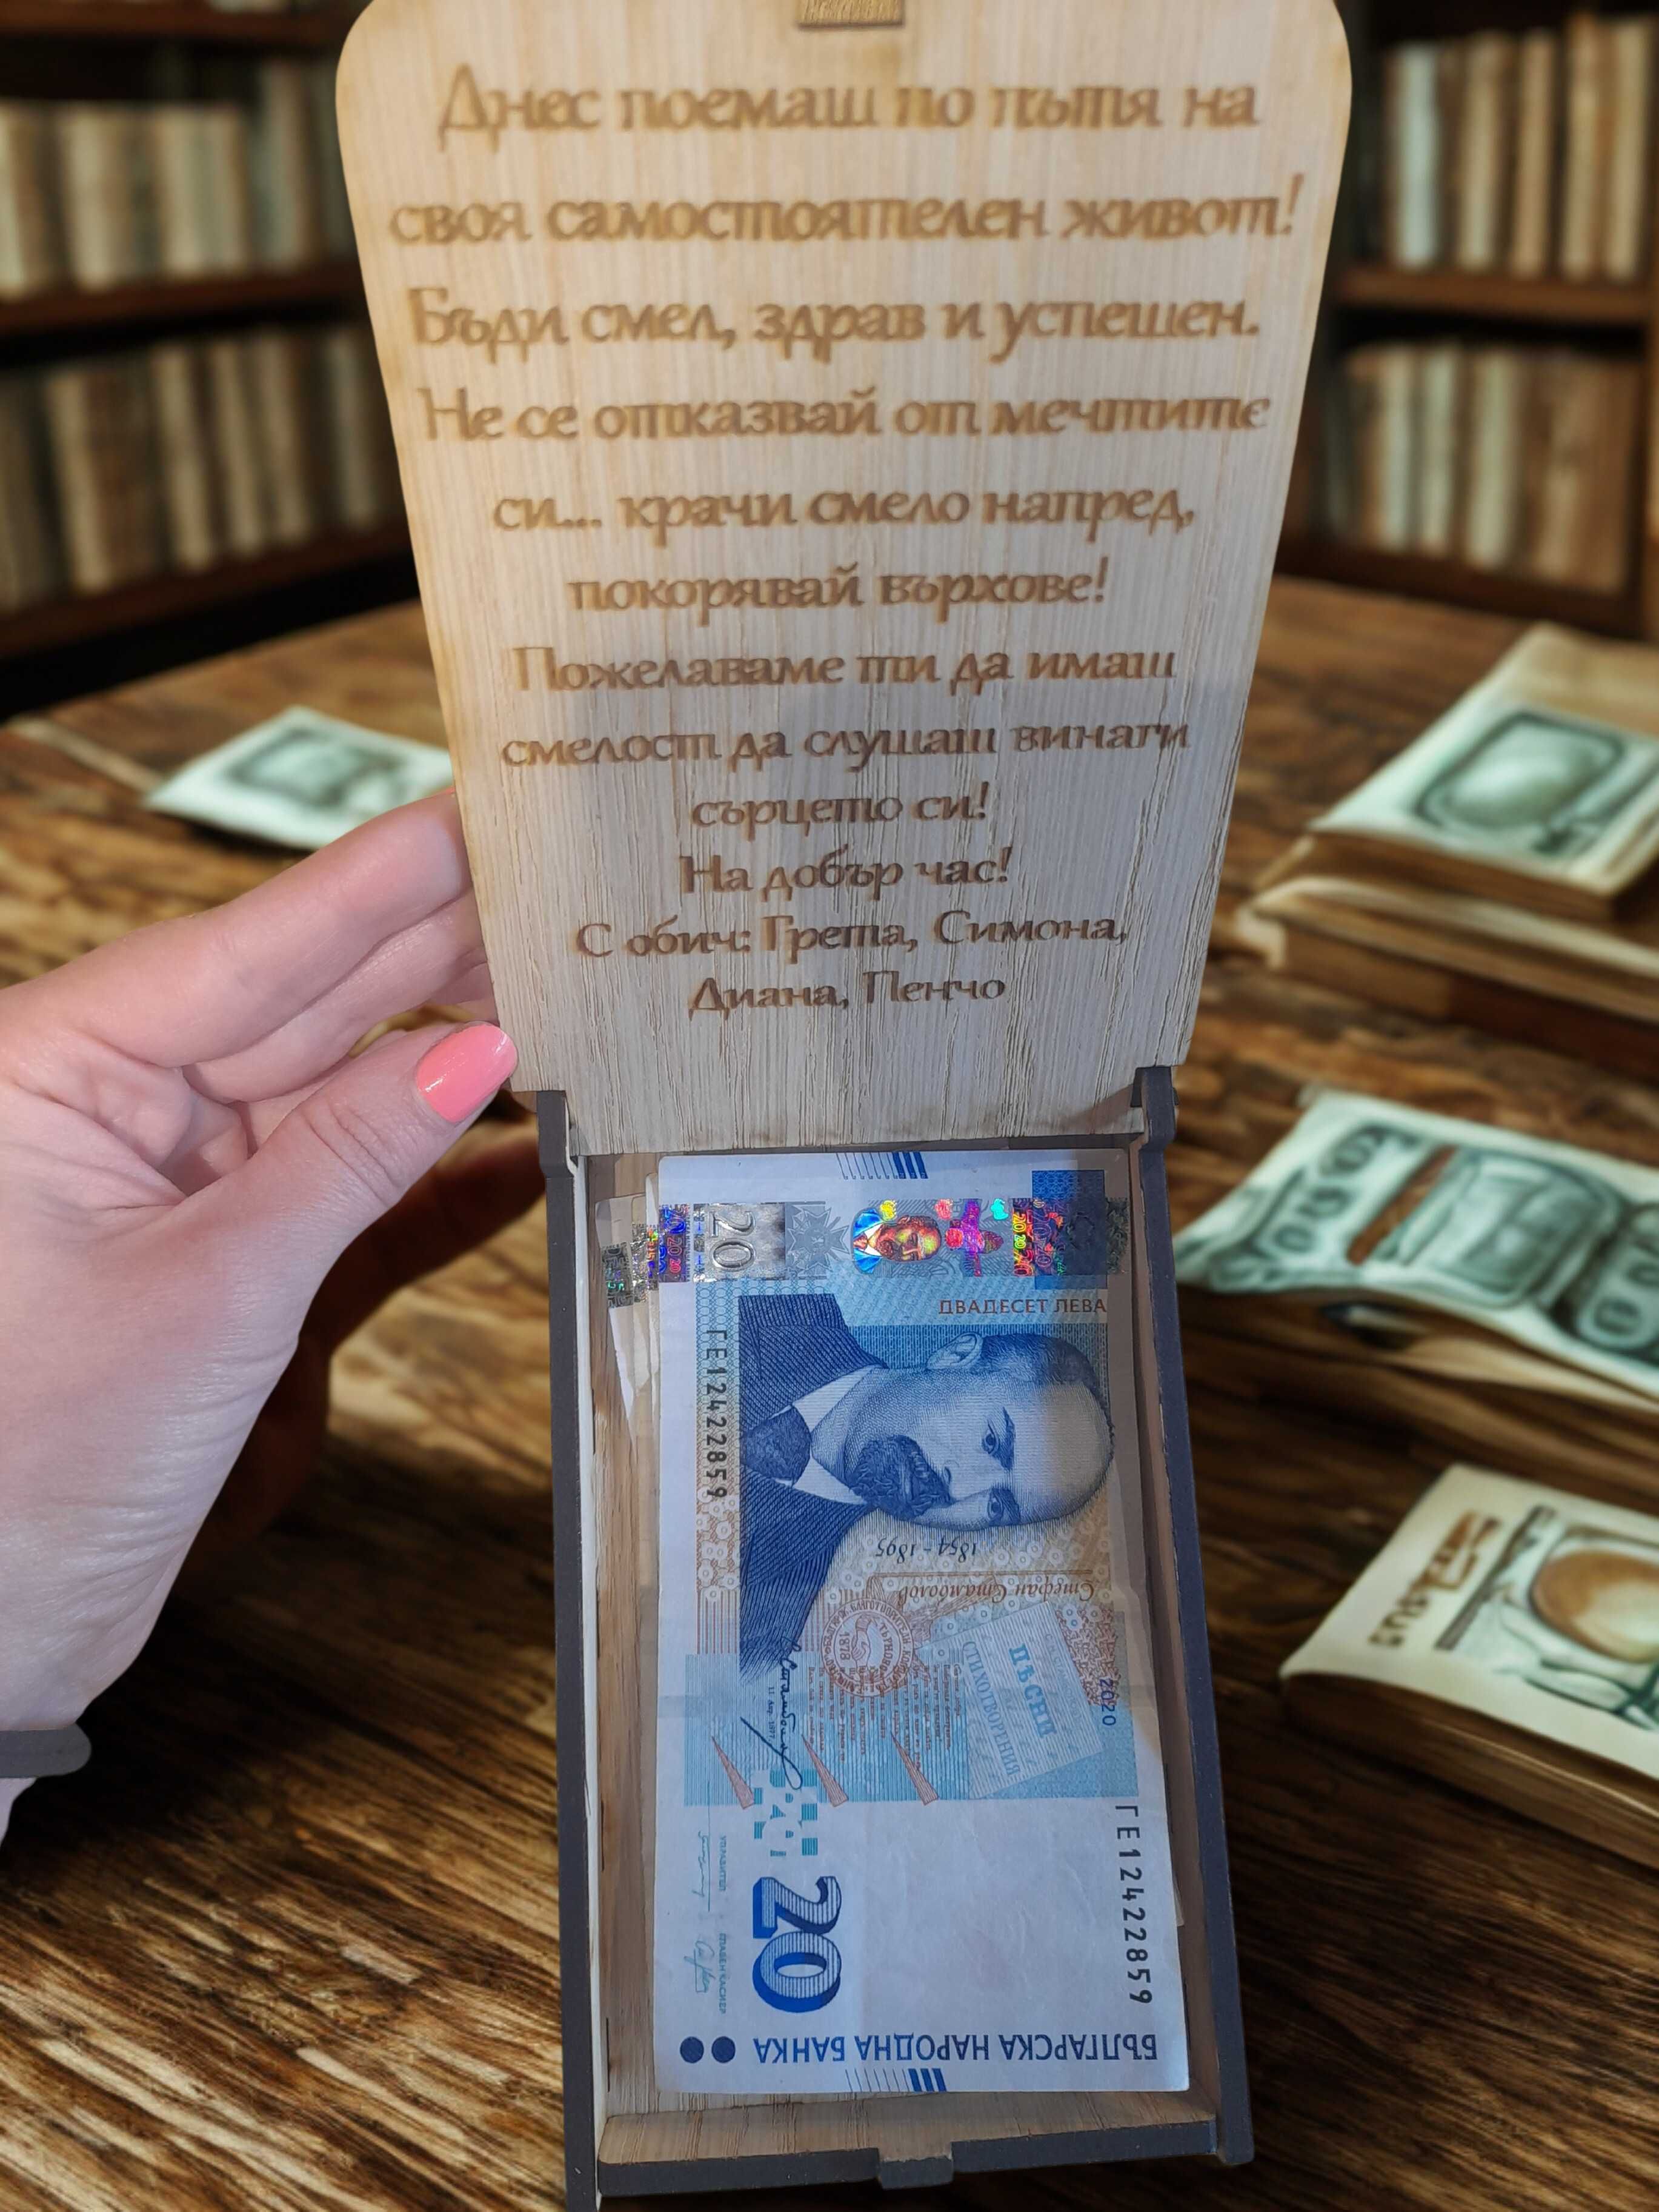 Днес поемаш по пътя на
своя самостоятелен живот!
Бъди смел, здрав и успешен.
Не се отказвай от мечтите
си... крачи смело напред,
покорявай върхове!
Пожелаваме ти да имаш
смелост да слушаш винаги
сърцето си!
На добър час!
С обич: Грета, Симона,
Диана, Пенчо
20
ДВАДЕСЕТ ЛЕВА
ГЕ12422859
1854 - 1895
Стефан Стамболов
1878
ПѢСНИ
СТИХОТВОРЕНИЯ
2020
ГЕ12422859
20
БЪЛГАРСКА НАРОДНА БАНКА